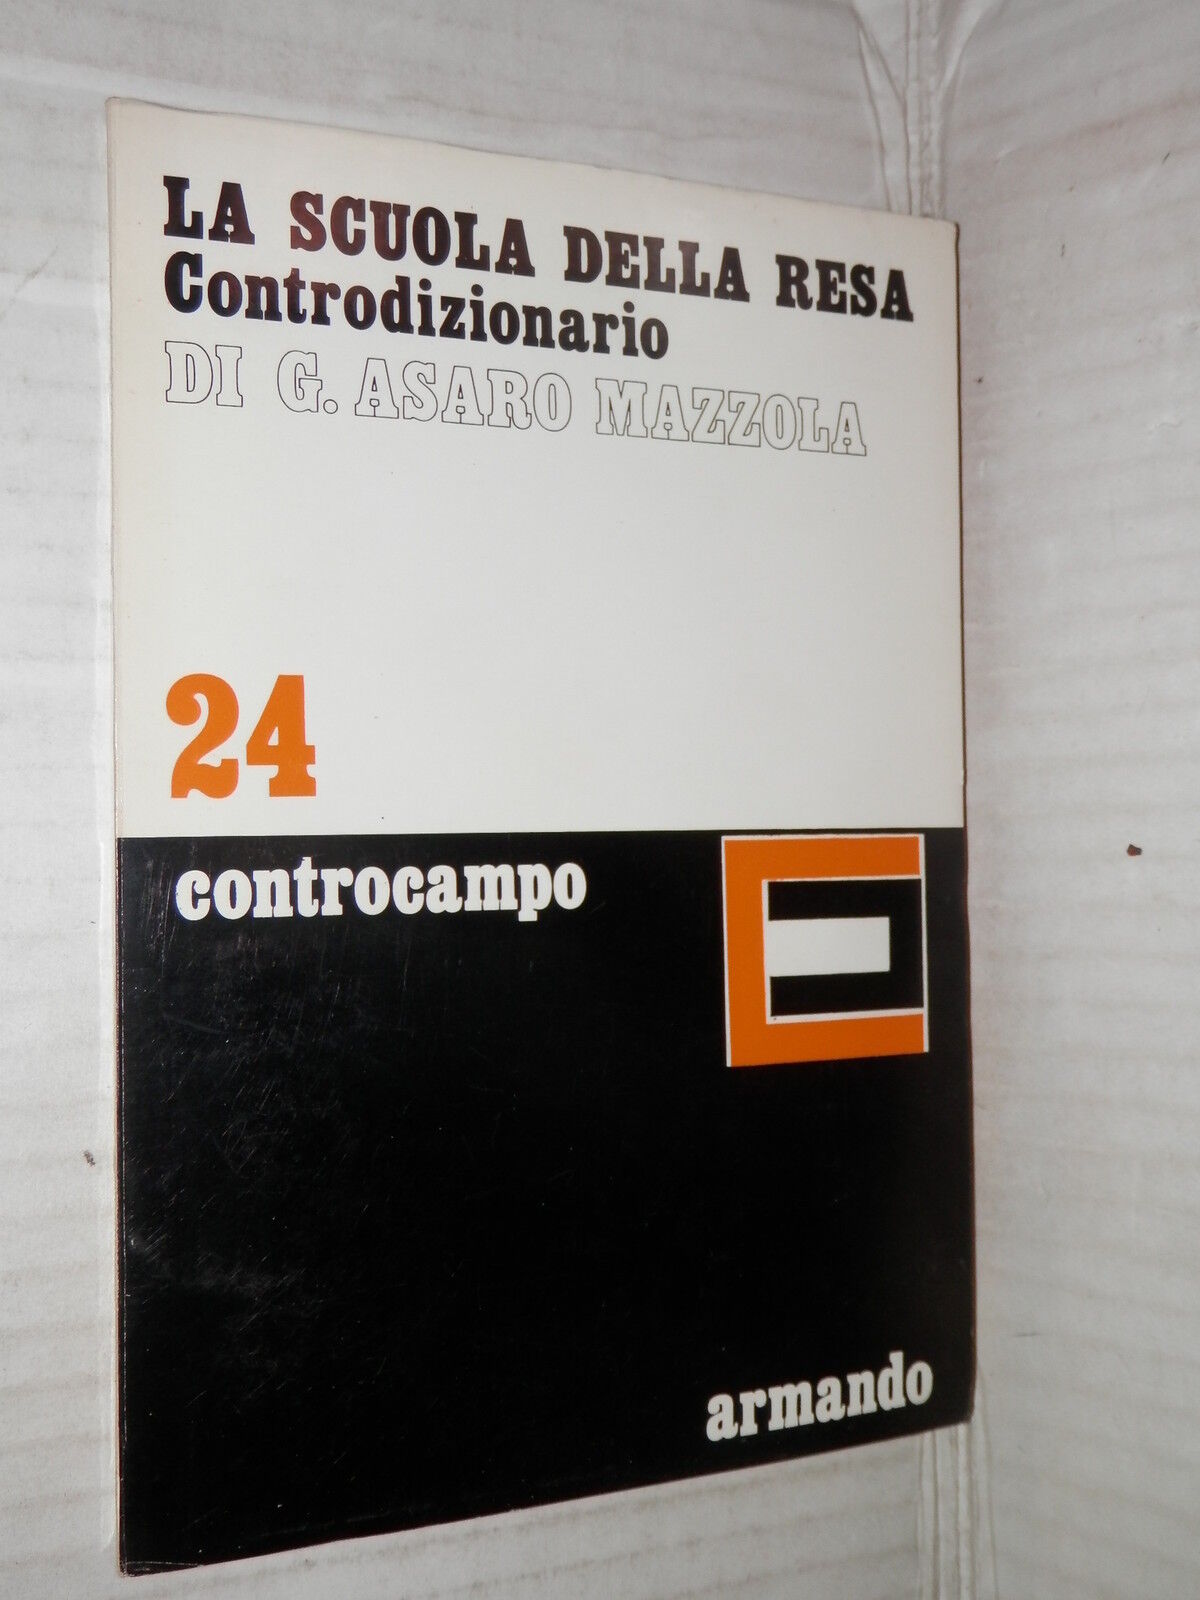 LA SCUOLA DELLA RESA
Controdizionario
DI G. ASARO MAZZOLA
24
controcampo
armando